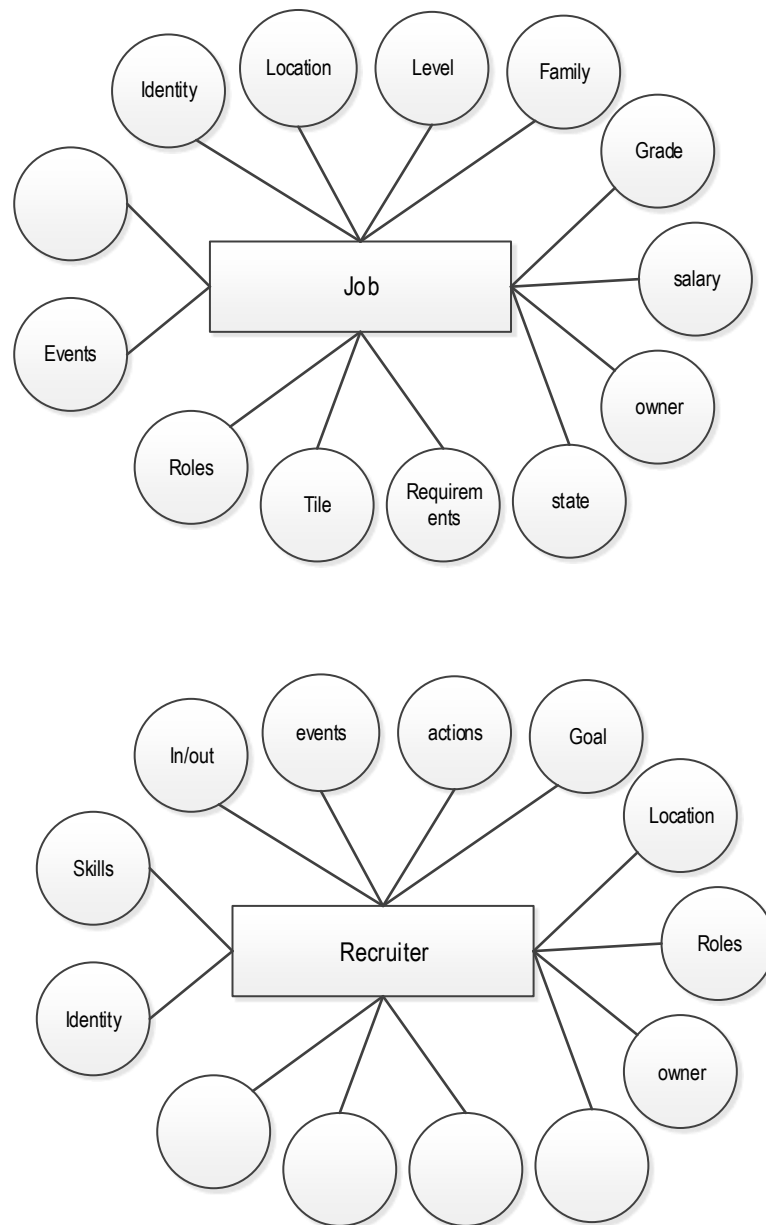 Identity
Location
Level
Family
Grade
salary
owner
state
Requirem
ents
Tile
Roles
Events
Job
In/out
events
actions
Goal
Location
Roles
owner
Skills
Identity
Recruiter